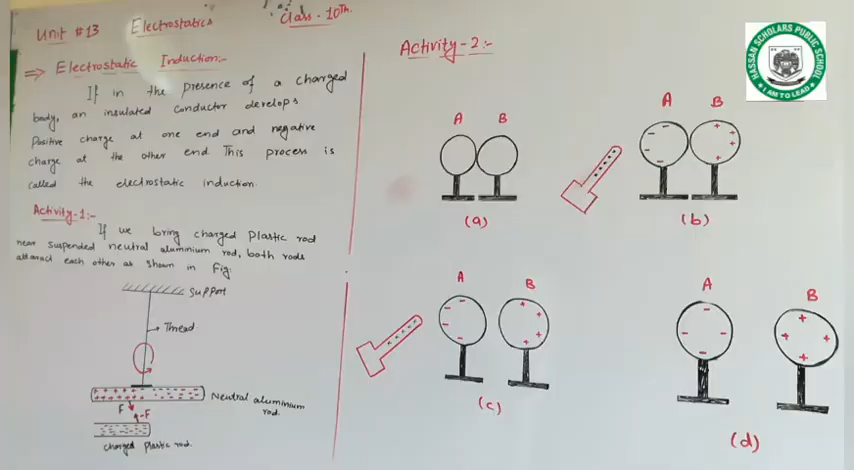 Unit #13 Electrostatics Class - 10th.
⇒ Electrostatic Induction:-
If in the presence of a charged
body, an insulated conductor develops
Positive charge at one end and negative
charge at the other end. This process is
called the electrostatic induction.
Activity-1:-
If we bring charged plastic rod
near suspended neutral aluminium rod, both rods
attract each other as shown in Fig:
Support
Thread
Neutral aluminium
rod.
F -F
charged plastic rod.
Activity-2:-
A B
(a)
A B
(b)
A B
(c)
A B
(d)
HASSAN SCHOLARS PUBLIC SCHOOL
I AM TO LEAD